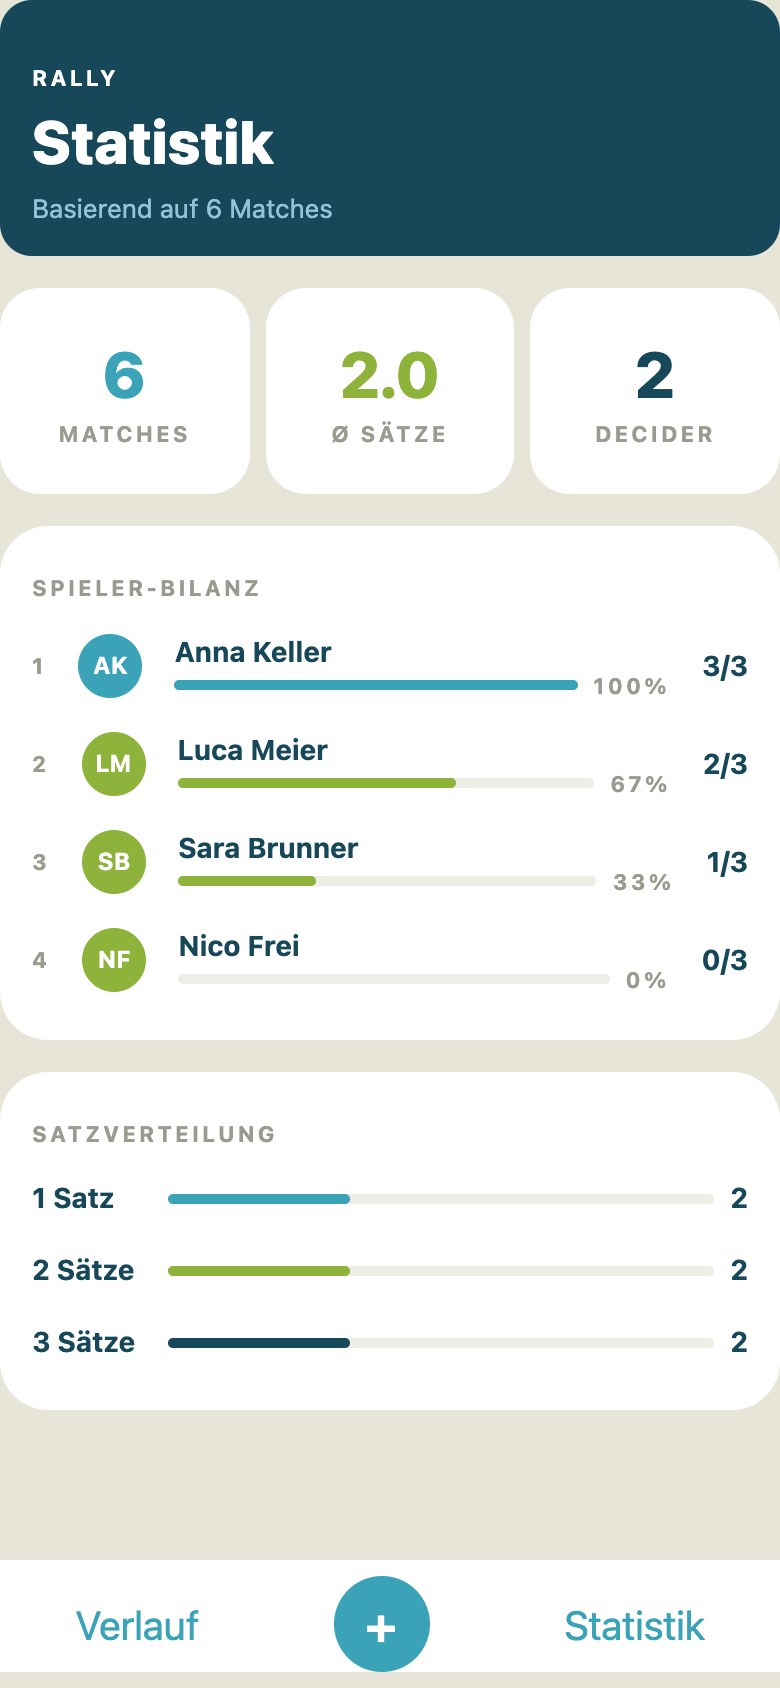 RALLY
Statistik
Basierend auf 6 Matches
6
MATCHES
2.0
Ø SÄTZE
2
DECIDER
SPIELER-BILANZ
1 AK Anna Keller 100% 3/3
2 LM Luca Meier 67% 2/3
3 SB Sara Brunner 33% 1/3
4 NF Nico Frei 0% 0/3
SATZVERTEILUNG
1 Satz 2
2 Sätze 2
3 Sätze 2
Verlauf + Statistik